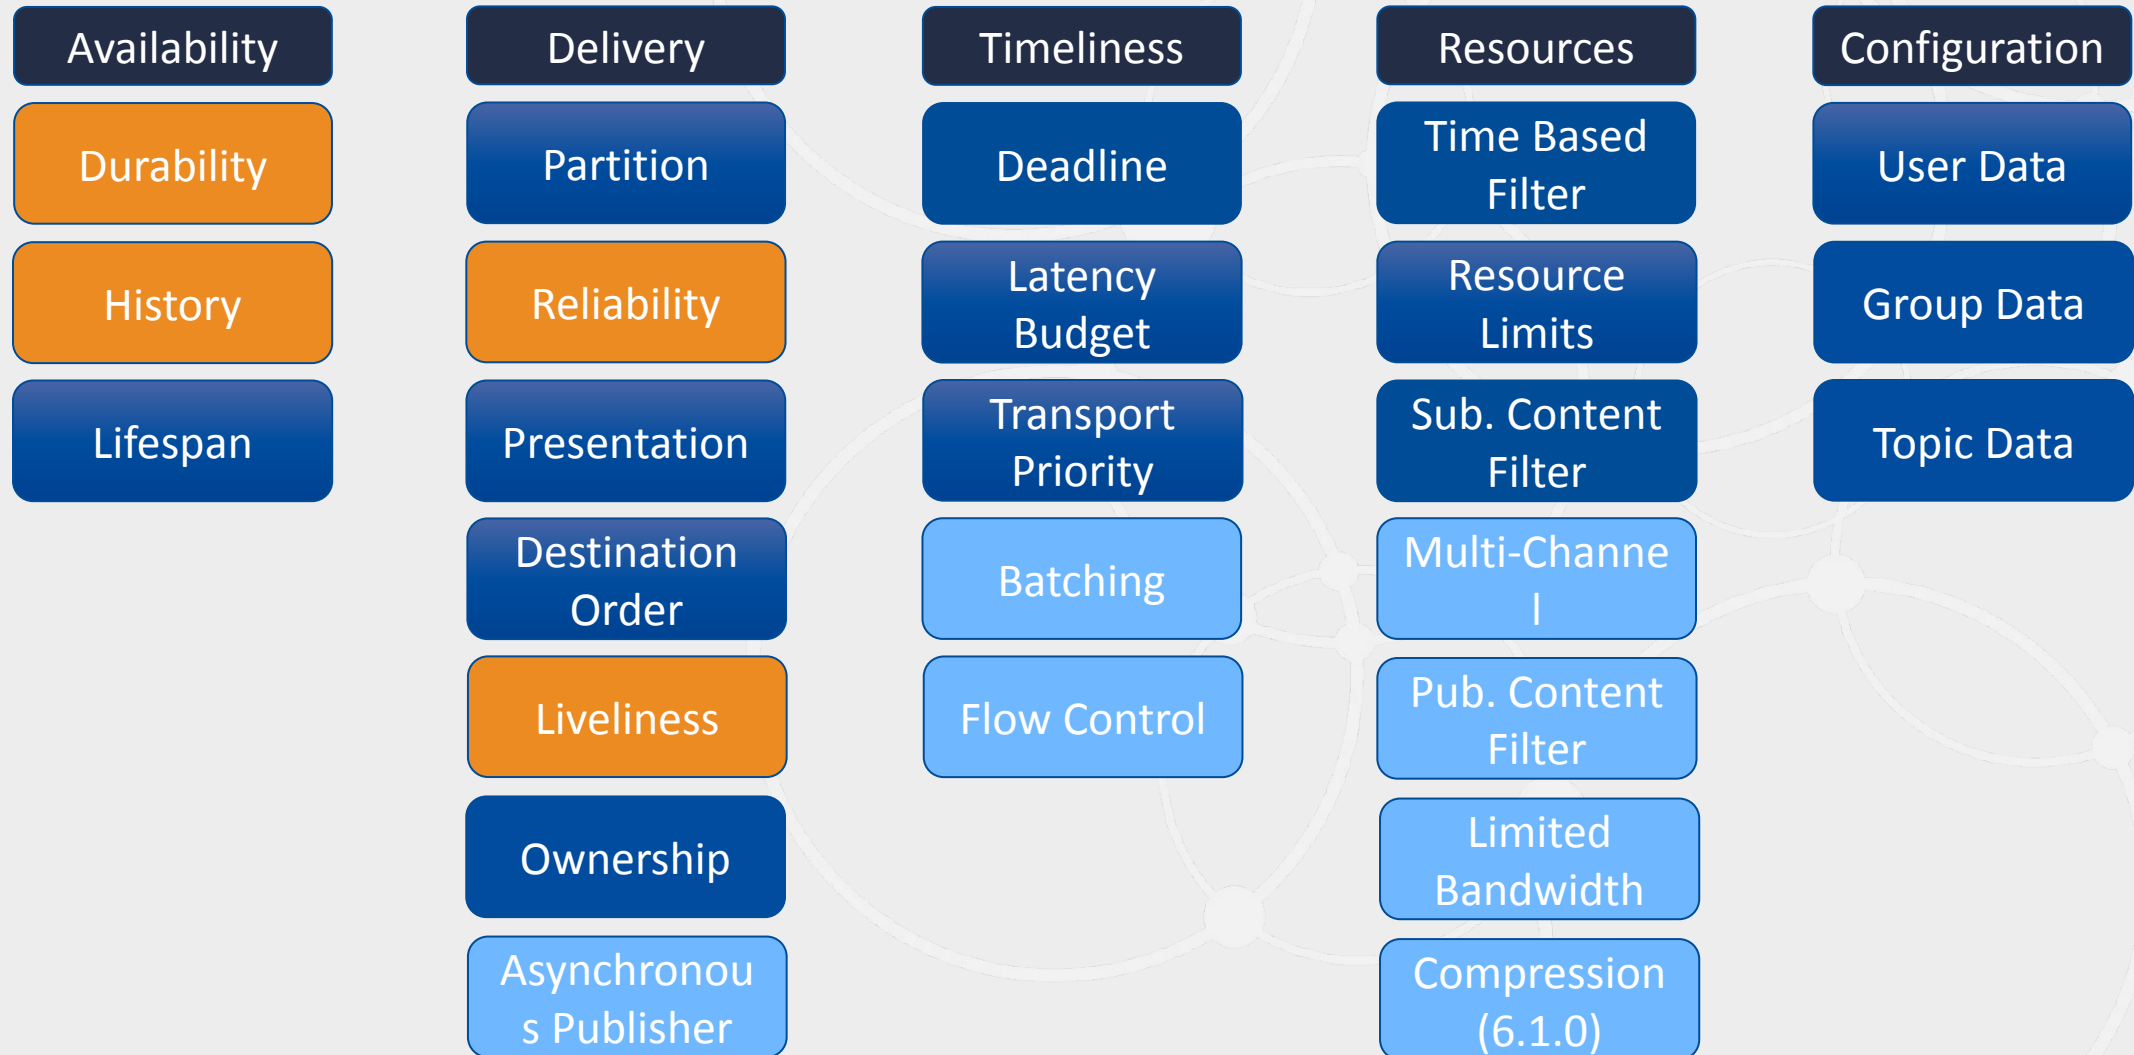 Availability
Durability
History
Lifespan
Delivery
Partition
Reliability
Presentation
Destination
Order
Liveliness
Ownership
Asynchronou
s Publisher
Timeliness
Deadline
Latency
Budget
Transport
Priority
Batching
Flow Control
Resources
Time Based
Filter
Resource
Limits
Sub. Content
Filter
Multi-Channe
l
Pub. Content
Filter
Limited
Bandwidth
Compression
(6.1.0)
Configuration
User Data
Group Data
Topic Data